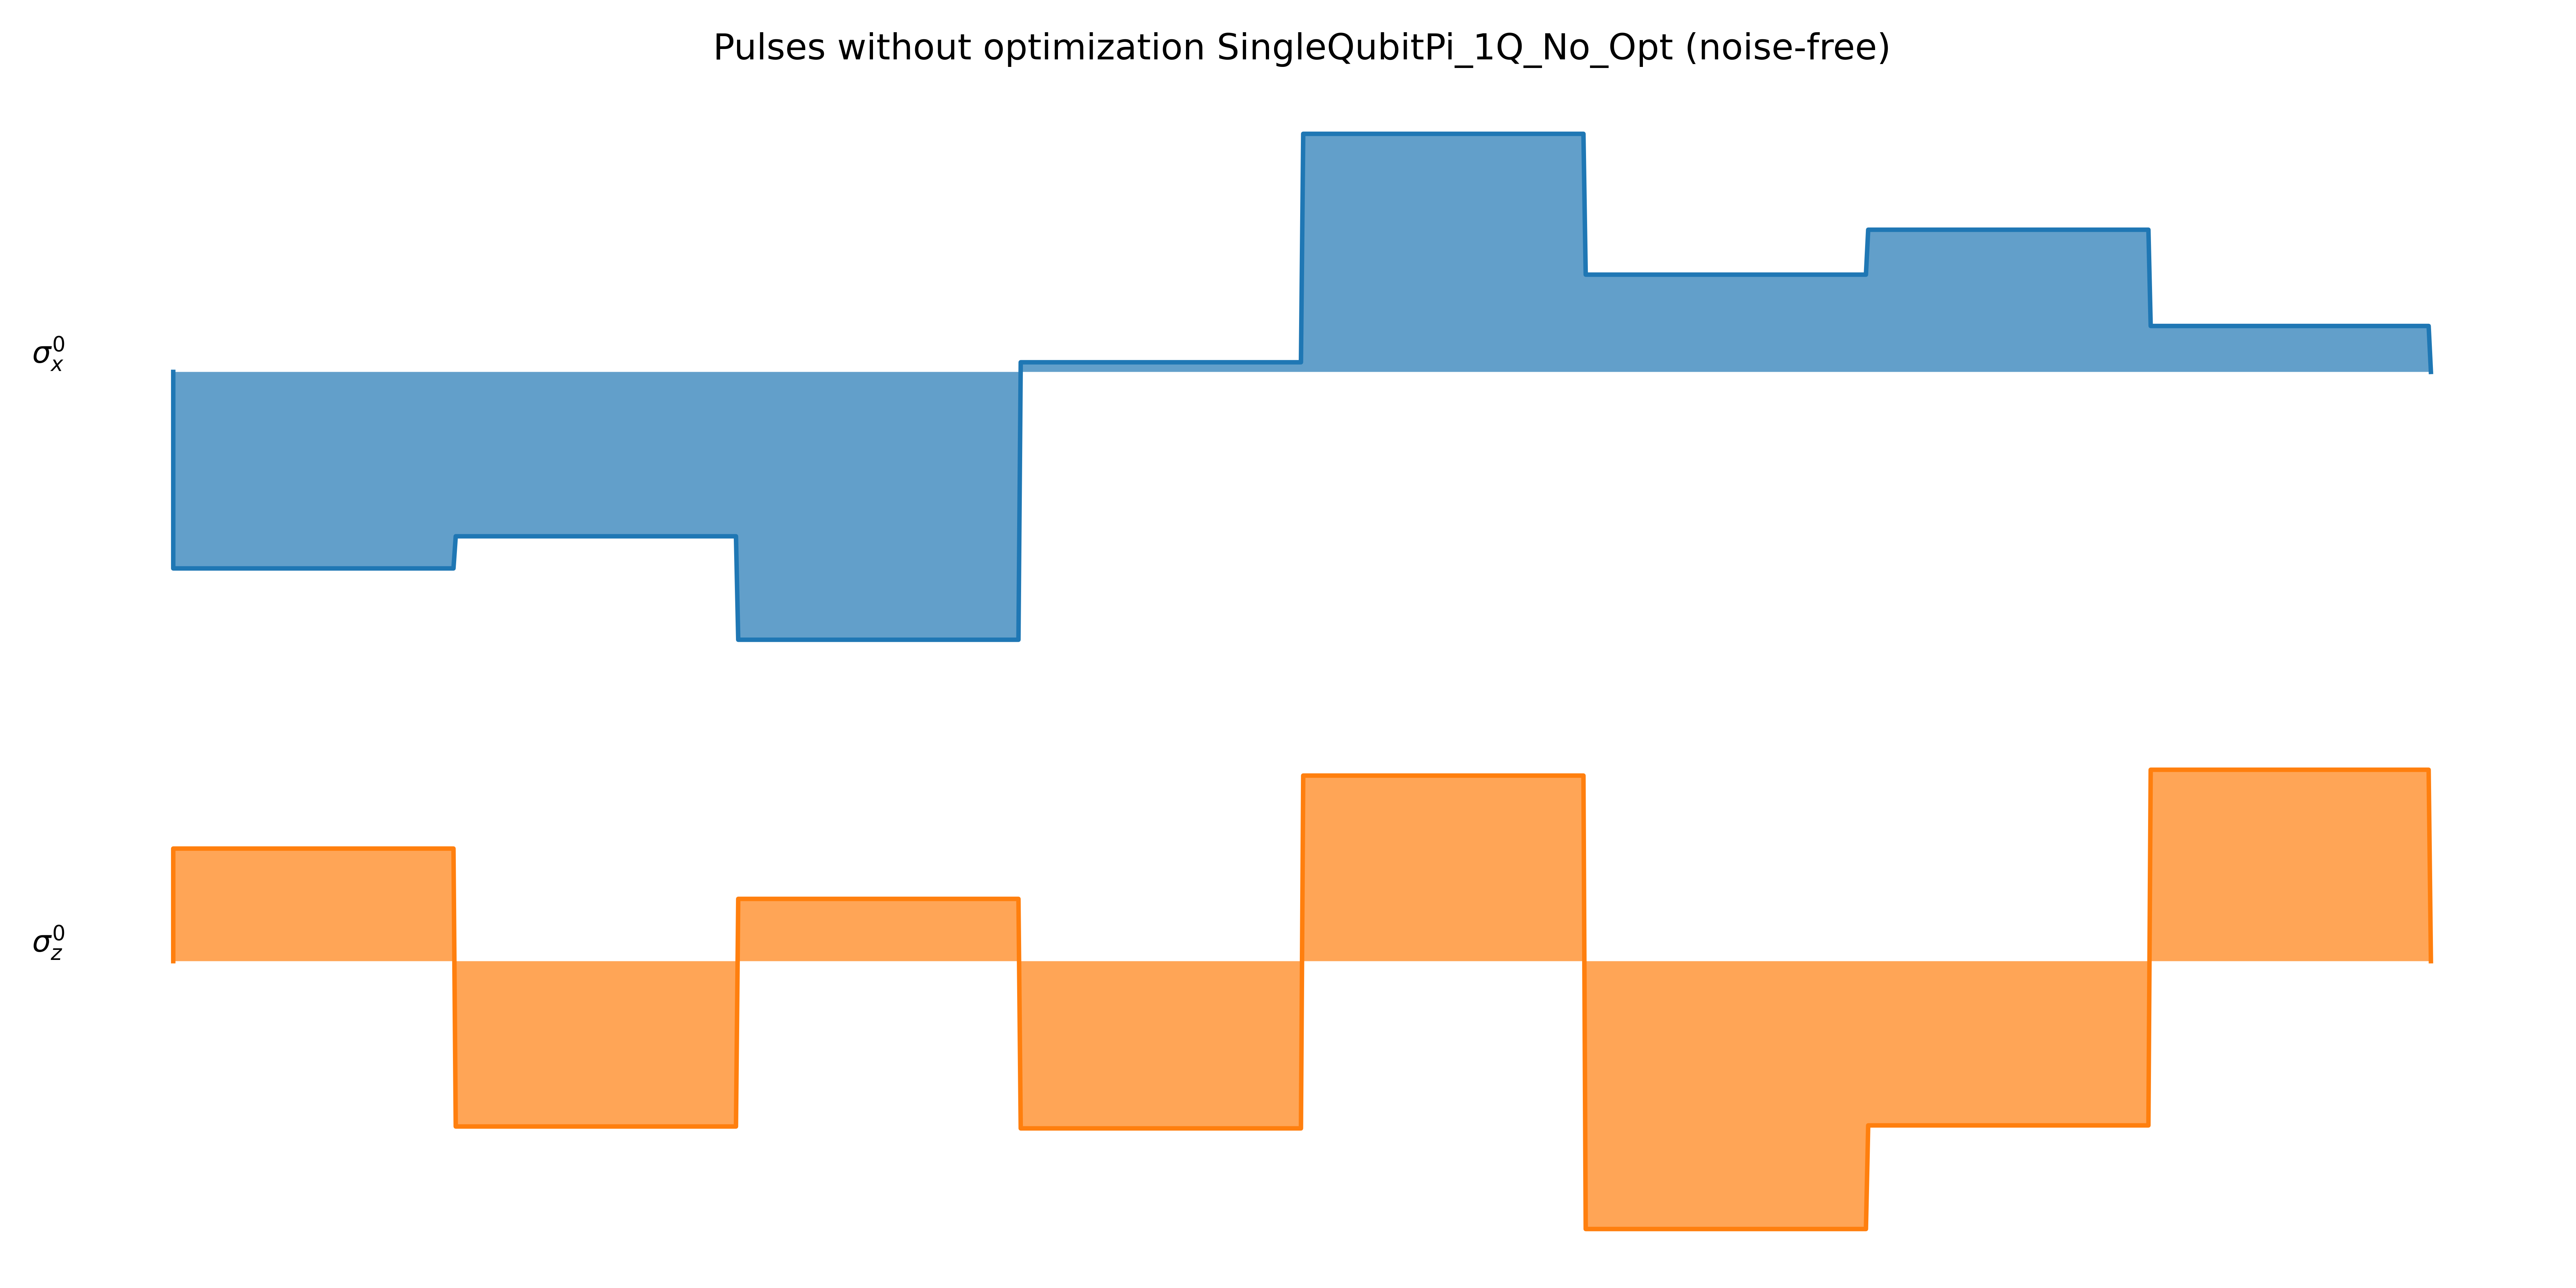 Pulses without optimization SingleQubitPi_1Q_No_Opt (noise-free)
σ_x^0
σ_z^0